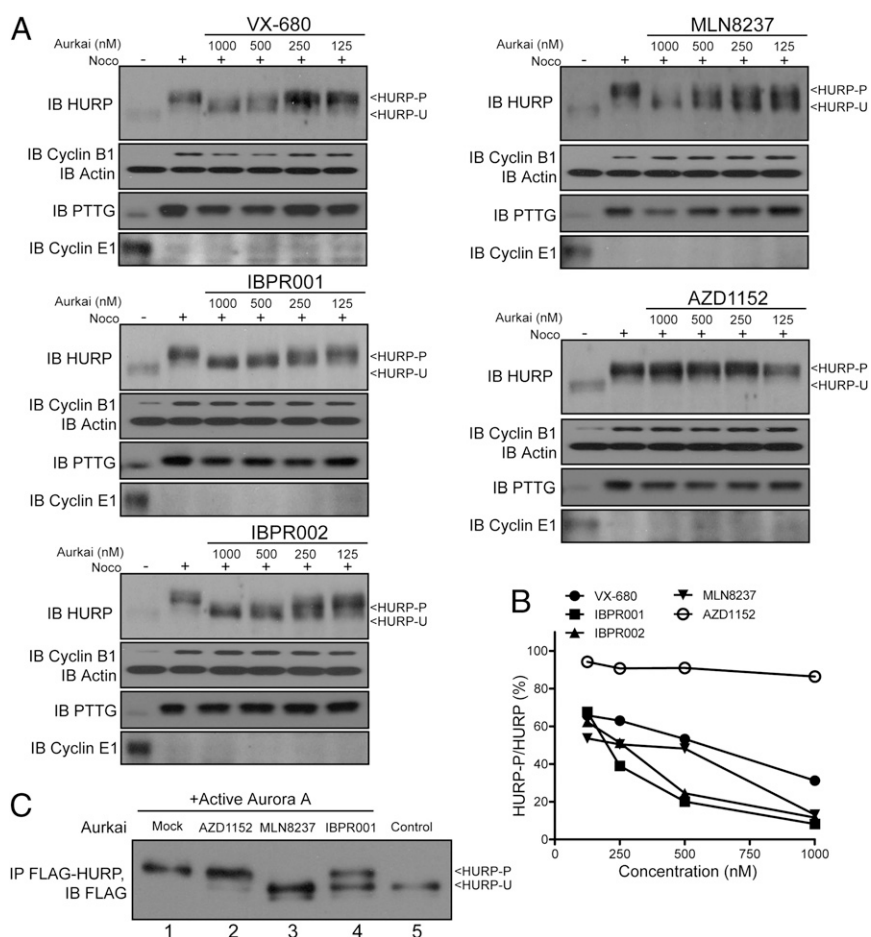 A
VX-680
Aurkai (nM) 1000 500 250 125
Noco - + + + + +
IB HURP <HURP-P
<HURP-U
IB Cyclin B1
IB Actin
IB PTTG
IB Cyclin E1
IBPR001
Aurkai (nM) 1000 500 250 125
Noco - + + + + +
IB HURP <HURP-P
<HURP-U
IB Cyclin B1
IB Actin
IB PTTG
IB Cyclin E1
IBPR002
Aurkai (nM) 1000 500 250 125
Noco - + + + + +
IB HURP <HURP-P
<HURP-U
IB Cyclin B1
IB Actin
IB PTTG
IB Cyclin E1
MLN8237
Aurkai (nM) 1000 500 250 125
Noco - + + + + +
IB HURP <HURP-P
<HURP-U
IB Cyclin B1
IB Actin
IB PTTG
IB Cyclin E1
AZD1152
Aurkai (nM) 1000 500 250 125
Noco - + + + + +
IB HURP <HURP-P
<HURP-U
IB Cyclin B1
IB Actin
IB PTTG
IB Cyclin E1
B
VX-680 MLN8237
IBPR001 AZD1152
IBPR002
HURP-P/HURP (%)
100
80
60
40
20
0
0 250 500 750 1000
Concentration (nM)
C
+Active Aurora A
Aurkai Mock AZD1152 MLN8237 IBPR001 Control
IP FLAG-HURP, <HURP-P
IB FLAG <HURP-U
1 2 3 4 5